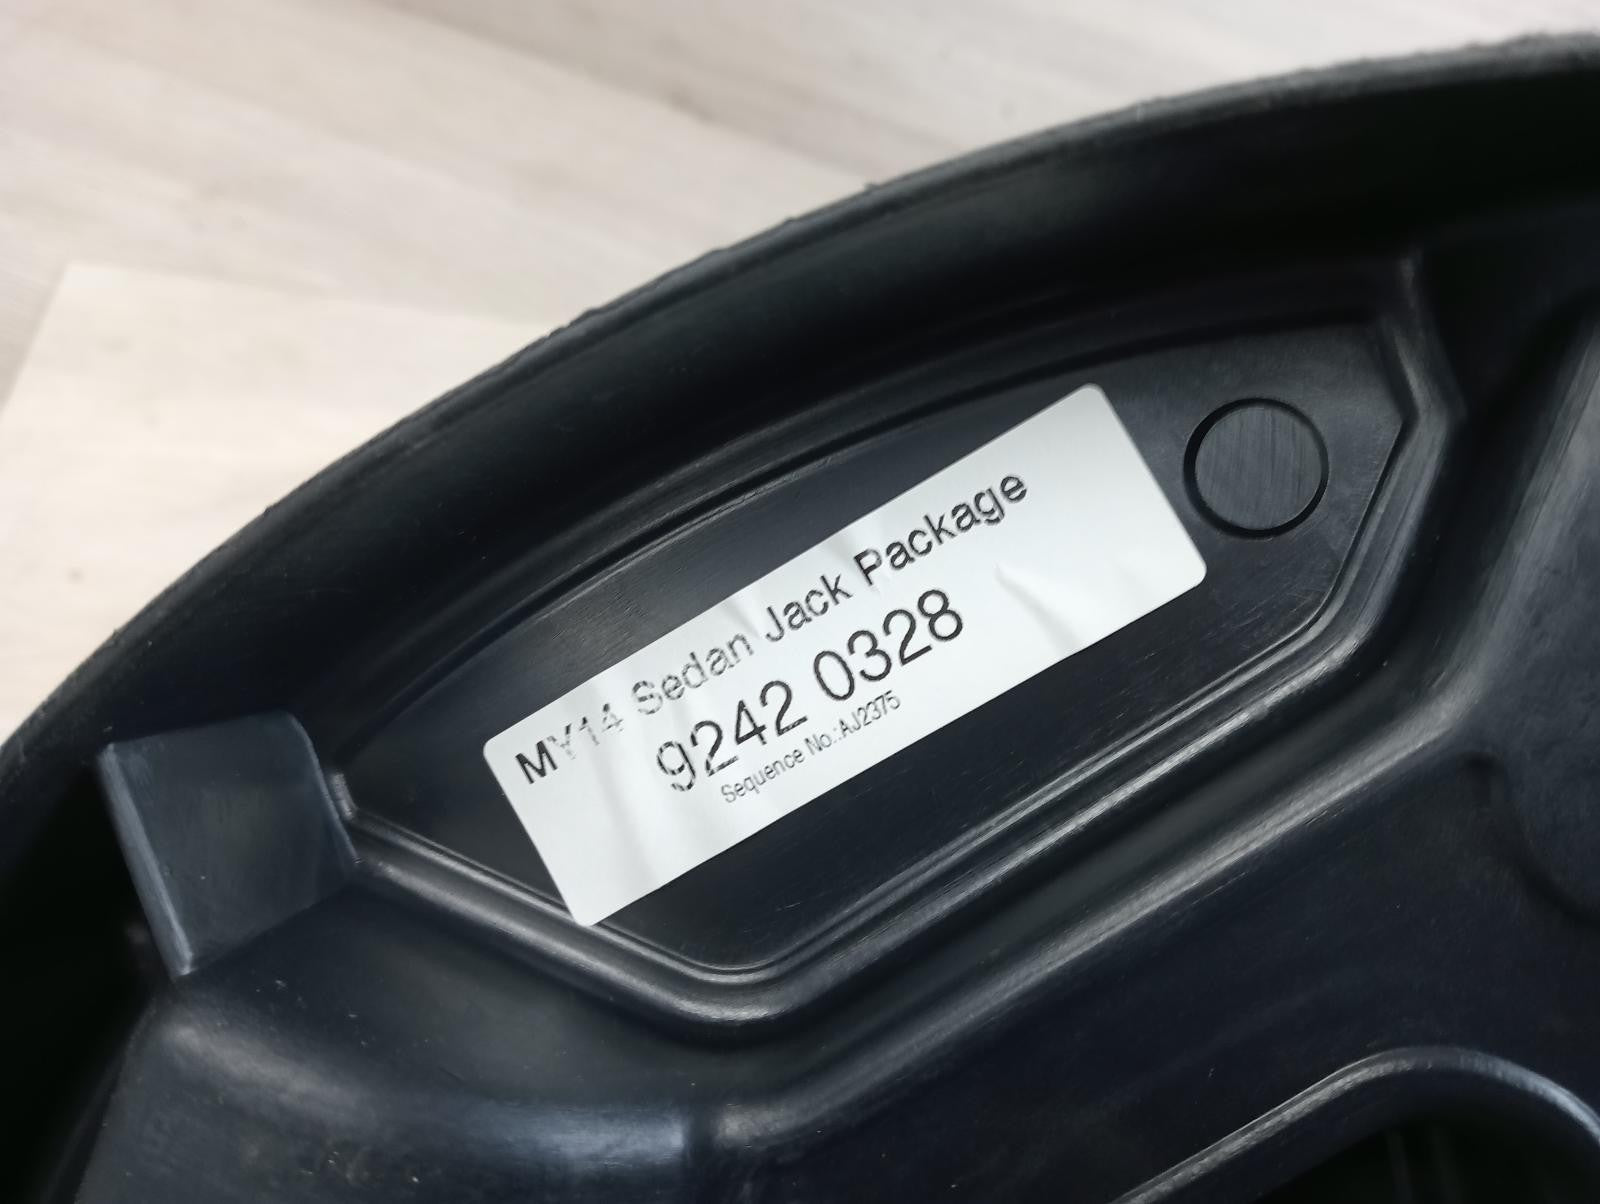 MY14 Sedan Jack Package
9242 0328
Sequence No.:AJ2375